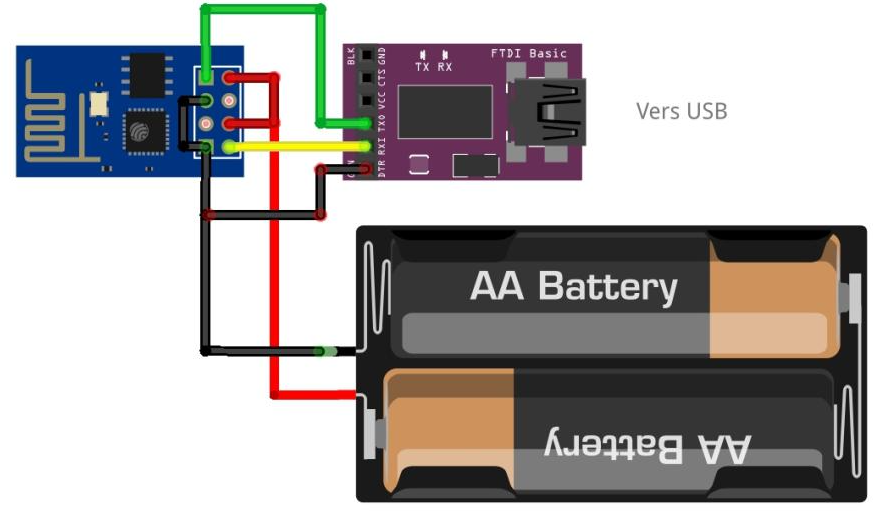 BLK
GND
CTS
VCC
TXO
RXI
DTR
TX RX
FTDI Basic
Vers USB
AA Battery
AA Battery